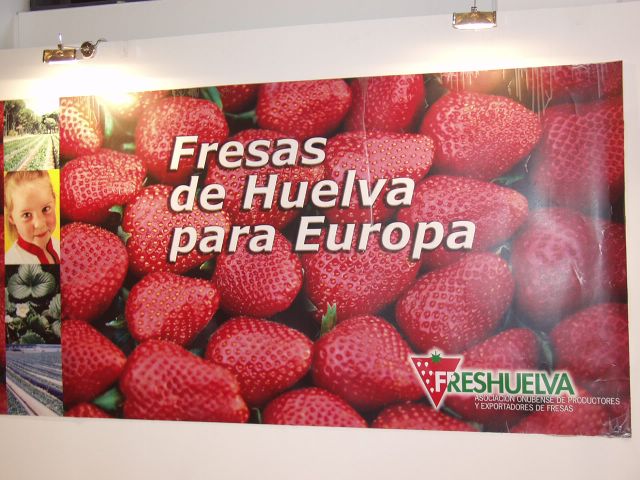 Fresas
de Huelva
para Europa
FRESHUELVA
ASOCIACIÓN ONUBENSE DE PRODUCTORES
Y EXPORTADORES DE FRESAS